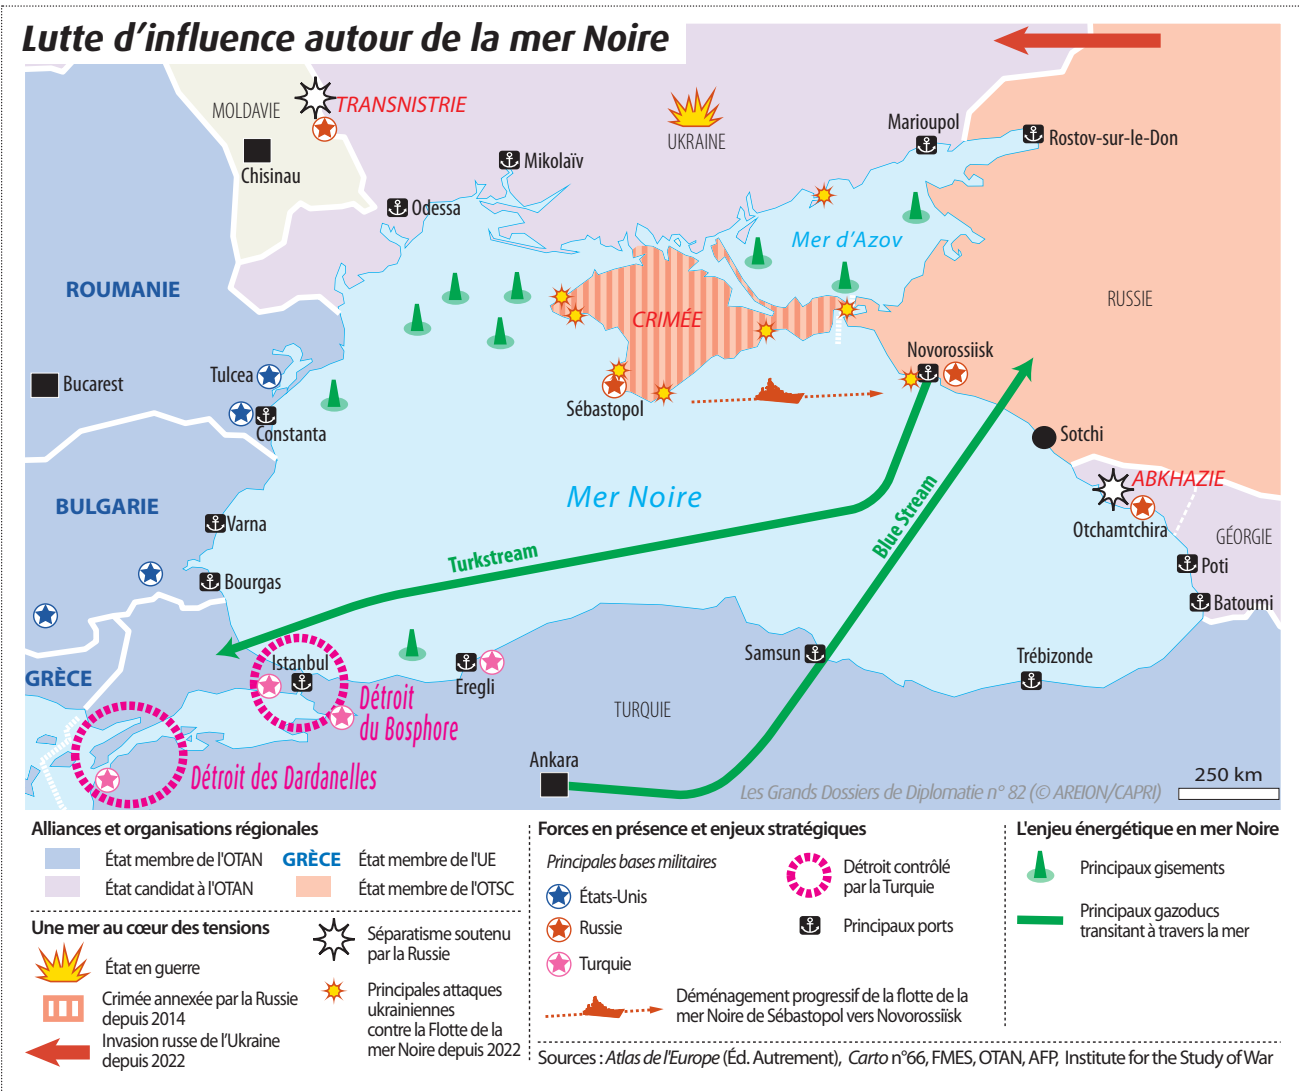 Lutte d'influence autour de la mer Noire
MOLDAVIE
TRANSNISTRIE
Chisinau
UKRAINE
Mikolaïv
Odessa
Marioupol
Rostov-sur-le-Don
Mer d'Azov
ROUMANIE
RUSSIE
CRIMÉE
Bucarest
Tulcea
Constanta
Sébastopol
Novorossiisk
Sotchi
Mer Noire
ABKHAZIE
Otchamtchira
GÉORGIE
BULGARIE
Varna
Bourgas
Turkstream
Blue Stream
Poti
Batoumi
GRÈCE
Istanbul
Eregli
Samsun
Trébizonde
Détroit
du Bosphore
TURQUIE
Détroit des Dardanelles
Ankara
250 km
Les Grands Dossiers de Diplomatie n° 82 (© AREION/CAPRI)
Alliances et organisations régionales
État membre de l'OTAN
GRÈCE État membre de l'UE
État candidat à l'OTAN
État membre de l'OTSC
Une mer au cœur des tensions
État en guerre
Crimée annexée par la Russie
depuis 2014
Invasion russe de l'Ukraine
depuis 2022
Séparatisme soutenu
par la Russie
Principales attaques
ukrainiennes
contre la Flotte de la
mer Noire depuis 2022
Forces en présence et enjeux stratégiques
Principales bases militaires
États-Unis
Russie
Turquie
Détroit contrôlé
par la Turquie
Principaux ports
Déménagement progressif de la flotte de la
mer Noire de Sébastopol vers Novorossiïsk
L'enjeu énergétique en mer Noire
Principaux gisements
Principaux gazoducs
transitant à travers la mer
Sources : Atlas de l'Europe (Éd. Autrement), Carto n°66, FMES, OTAN, AFP, Institute for the Study of War